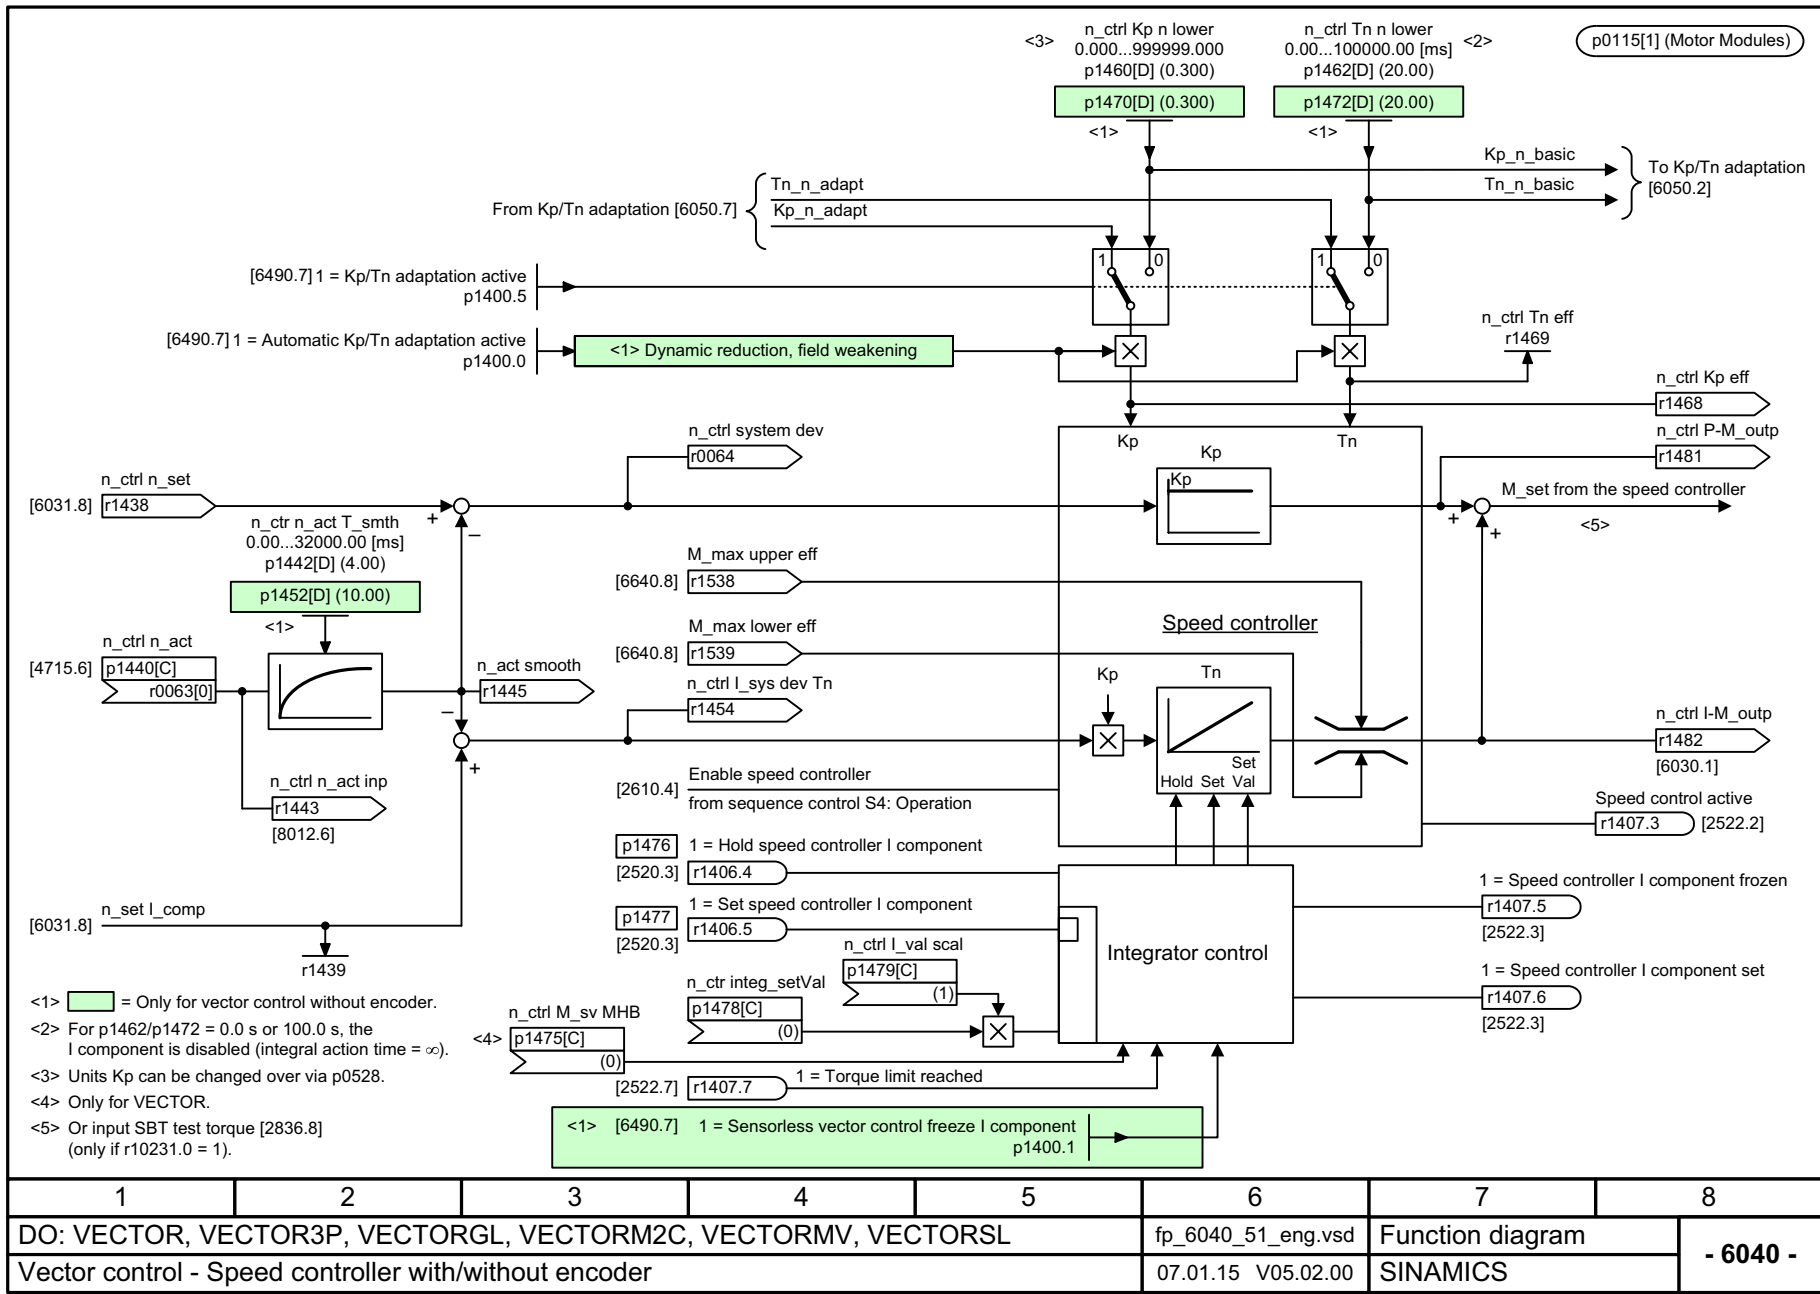 n_ctrl Kp n lower
<3> 0.000...999999.000
p1460[D] (0.300)
p1470[D] (0.300)
<1>
n_ctrl Tn n lower
0.00...100000.00 [ms] <2>
p1462[D] (20.00)
p1472[D] (20.00)
<1>
p0115[1] (Motor Modules)
Kp_n_basic
Tn_n_basic
To Kp/Tn adaptation
[6050.2]
From Kp/Tn adaptation [6050.7]
Tn_n_adapt
Kp_n_adapt
1 0
1 0
[6490.7] 1 = Kp/Tn adaptation active
p1400.5
[6490.7] 1 = Automatic Kp/Tn adaptation active
p1400.0
<1> Dynamic reduction, field weakening
n_ctrl Tn eff
r1469
n_ctrl Kp eff
r1468
n_ctrl P-M_outp
r1481
n_ctrl system dev
r0064
Kp
Tn
Kp
Kp
n_ctrl n_set
[6031.8] r1438
+
–
M_set from the speed controller
<5>
+
+
n_ctr n_act T_smth
0.00...32000.00 [ms]
p1442[D] (4.00)
p1452[D] (10.00)
<1>
M_max upper eff
[6640.8] r1538
M_max lower eff
[6640.8] r1539
Speed controller
n_ctrl n_act
[4715.6] p1440[C]
r0063[0]
n_act smooth
r1445
–
+
n_ctrl I_sys dev Tn
r1454
Kp
Tn
Set
Hold Set Val
n_ctrl I-M_outp
r1482
[6030.1]
n_ctrl n_act inp
r1443
[8012.6]
Enable speed controller
[2610.4]
from sequence control S4: Operation
Speed control active
r1407.3 [2522.2]
p1476 1 = Hold speed controller I component
[2520.3] r1406.4
p1477 1 = Set speed controller I component
[2520.3] r1406.5
Integrator control
1 = Speed controller I component frozen
r1407.5
[2522.3]
1 = Speed controller I component set
r1407.6
[2522.3]
n_set I_comp
[6031.8]
r1439
n_ctrl I_val scal
p1479[C]
(1)
n_ctr integ_setVal
p1478[C]
(0)
n_ctrl M_sv MHB
<4> p1475[C]
(0)
[2522.7] r1407.7 1 = Torque limit reached
<1> [6490.7] 1 = Sensorless vector control freeze I component
p1400.1
<1> = Only for vector control without encoder.
<2> For p1462/p1472 = 0.0 s or 100.0 s, the
I component is disabled (integral action time = ∞).
<3> Units Kp can be changed over via p0528.
<4> Only for VECTOR.
<5> Or input SBT test torque [2836.8]
(only if r10231.0 = 1).
1 2 3 4 5 6 7 8
DO: VECTOR, VECTOR3P, VECTORGL, VECTORM2C, VECTORMV, VECTORSL
fp_6040_51_eng.vsd
Function diagram
- 6040 -
Vector control - Speed controller with/without encoder
07.01.15 V05.02.00
SINAMICS